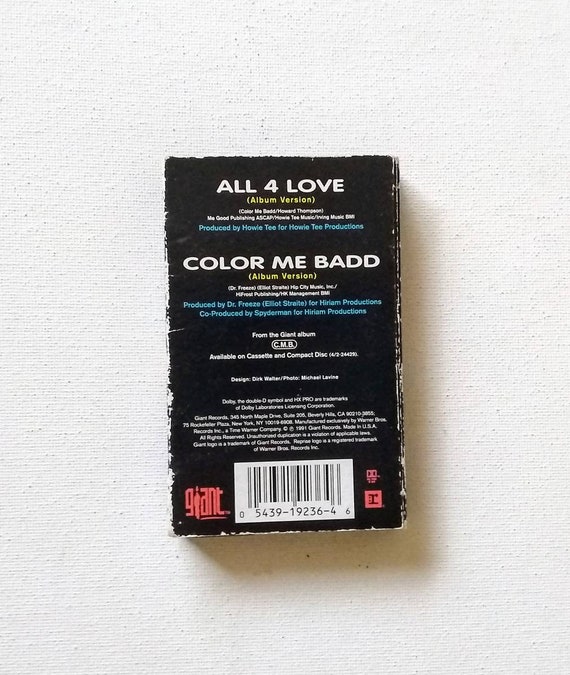 ALL 4 LOVE
(Album Version)
(Color Me Badd/Howard Thompson)
Me Good Publishing ASCAP/Howie Tee Music/Irving Music BMI
Produced by Howie Tee for Howie Tee Productions
COLOR ME BADD
(Album Version)
(Dr. Freeze) (Elliot Straite) Hip City Music, Inc./
HiFrost Publishing/HK Management BMI
Produced by Dr. Freeze (Elliot Straite) for Hiriam Productions
Co-Produced by Spyderman for Hiriam Productions
From the Giant album
C.M.B.
Available on Cassette and Compact Disc (4/2-24429).
Design: Dirk Walter/Photo: Michael Lavine
Dolby, the double-D symbol and HX PRO are trademarks
of Dolby Laboratories Licensing Corporation.
Giant Records, 345 North Maple Drive, Suite 205, Beverly Hills, CA 90210-3855;
75 Rockefeller Plaza, New York, NY 10019-6908. Manufactured exclusively by Warner Bros.
Records Inc., a Time Warner Company. © ℗ 1991 Giant Records. Made in U.S.A.
All Rights Reserved. Unauthorized duplication is a violation of applicable laws.
Giant logo is a trademark of Giant Records. Reprise logo is a registered trademark
of Warner Bros. Records Inc.
giant
0 5439-19236-4 6